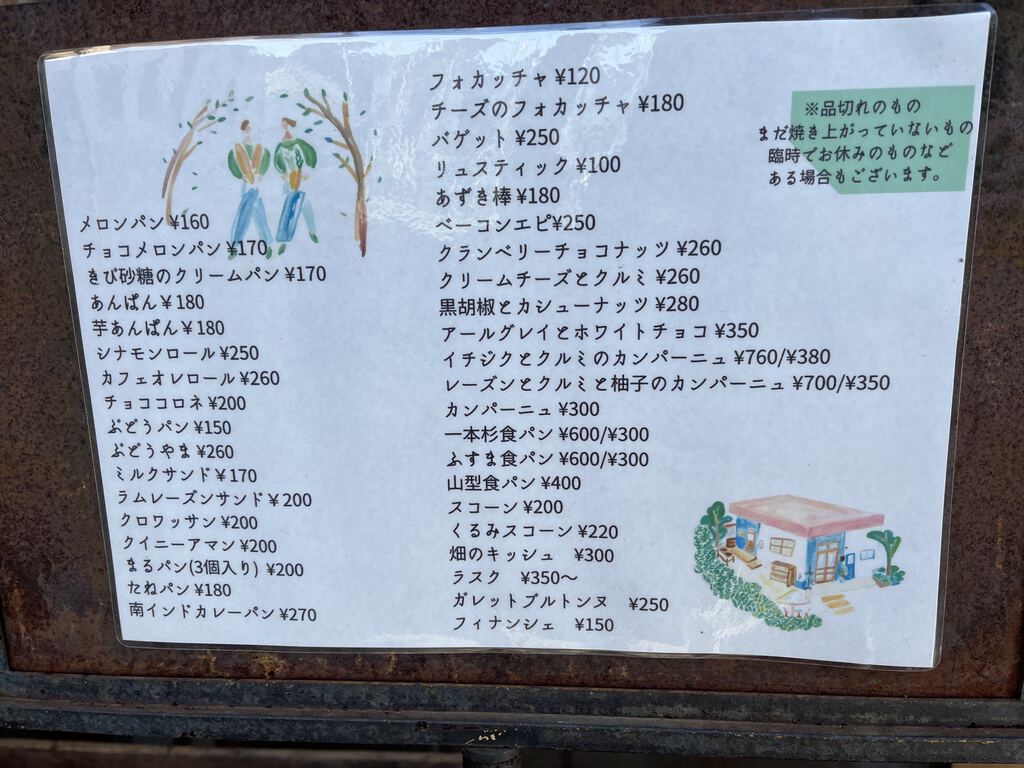 メロンパン ¥160
チョコメロンパン ¥170
きび砂糖のクリームパン ¥170
あんぱん ¥180
芋あんぱん ¥180
シナモンロール ¥250
カフェオレロール ¥260
チョココロネ ¥200
ぶどうパン ¥150
ぶどうやま ¥260
ミルクサンド ¥170
ラムレーズンサンド ¥200
クロワッサン ¥200
クイニーアマン ¥200
まるパン(3個入り) ¥200
たねパン ¥180
南インドカレーパン ¥270
フォカッチャ ¥120
チーズのフォカッチャ ¥180
バゲット ¥250
リュスティック ¥100
あずき棒 ¥180
ベーコンエピ¥250
クランベリーチョコナッツ ¥260
クリームチーズとクルミ ¥260
黒胡椒とカシューナッツ ¥280
アールグレイとホワイトチョコ ¥350
イチジクとクルミのカンパーニュ ¥760/¥380
レーズンとクルミと柚子のカンパーニュ ¥700/¥350
カンパーニュ ¥300
一本杉食パン ¥600/¥300
ふすま食パン ¥600/¥300
山型食パン ¥400
スコーン ¥200
くるみスコーン ¥220
畑のキッシュ ¥300
ラスク ¥350〜
ガレットブルトンヌ ¥250
フィナンシェ ¥150
※品切れのもの
まだ焼き上がっていないもの
臨時でお休みのものなど
ある場合もございます。